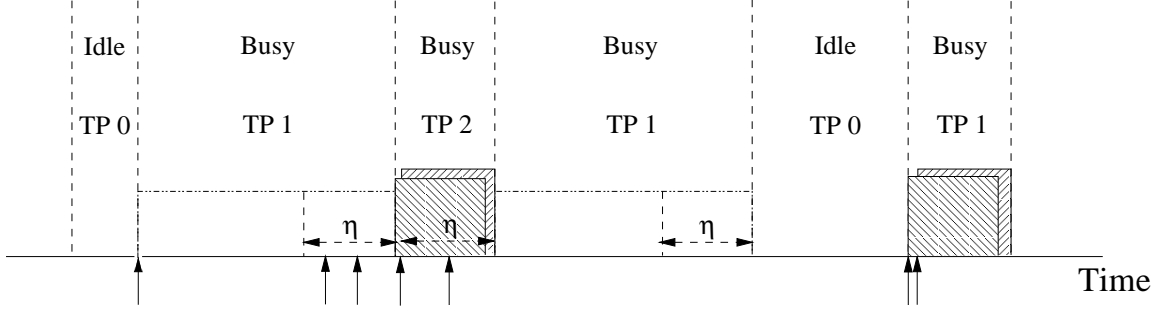 Idle Busy Busy Busy Idle Busy
TP 0 TP 1 TP 2 TP 1 TP 0 TP 1
η η η
Time